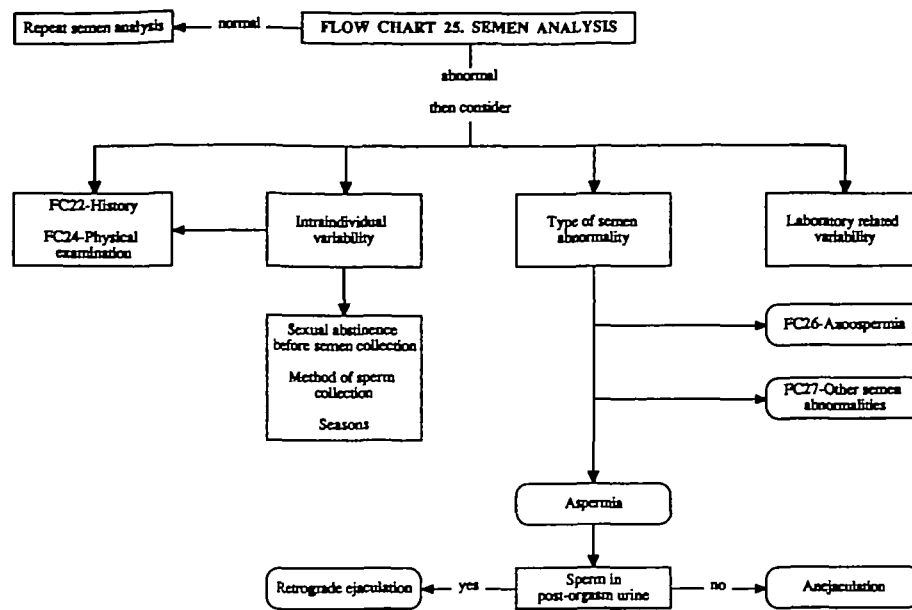 FLOW CHART 25. SEMEN ANALYSIS
normal
Repeat semen analysis
abnormal
then consider
FC22-History
FC24-Physical
examination
Intraindividual
variability
Type of semen
abnormality
Laboratory related
variability
Sexual abstinence
before semen collection
Method of sperm
collection
Seasons
FC26-Azoospermia
FC27-Other semen
abnormalities
Aspermia
Sperm in
post-orgasm urine
yes
Retrograde ejaculation
no
Anejaculation